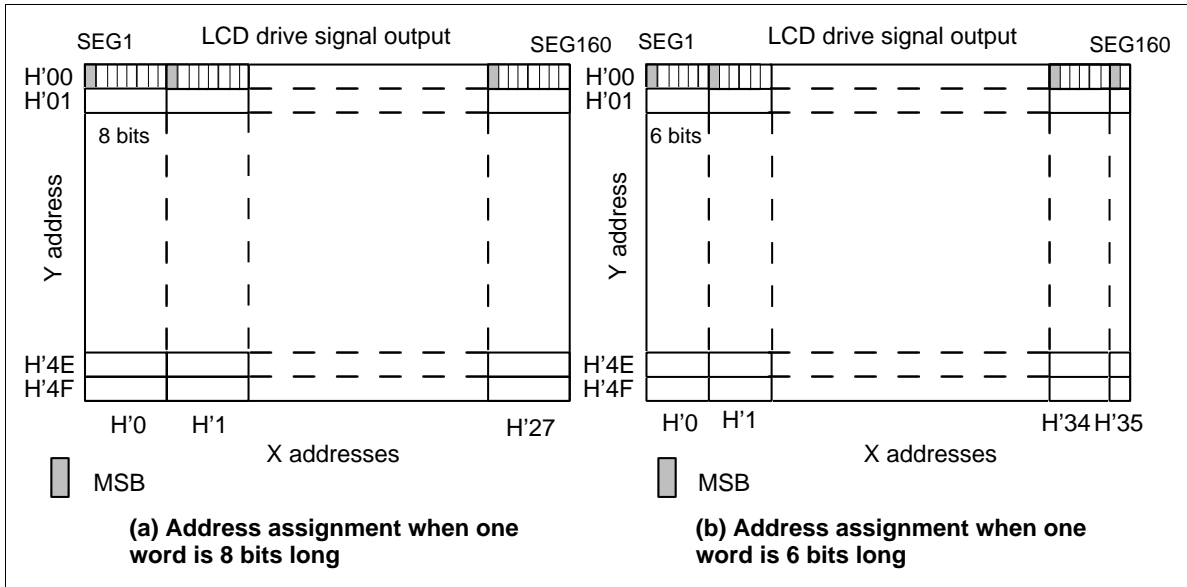 LCD drive signal output
SEG1
SEG160
H'00
H'01
8 bits
Y address
H'4E
H'4F
H'0
H'1
H'27
X addresses
MSB
(a) Address assignment when one
word is 8 bits long
LCD drive signal output
SEG1
SEG160
H'00
H'01
6 bits
Y address
H'4E
H'4F
H'0
H'1
H'34
H'35
X addresses
MSB
(b) Address assignment when one
word is 6 bits long